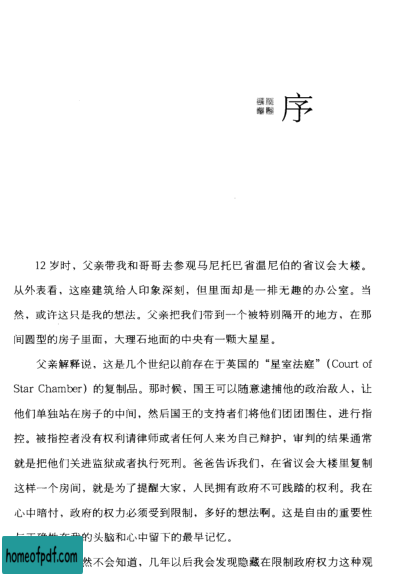 序
12 岁时，父亲带我和哥哥去参观马尼托巴省温尼伯的省议会大楼。
从外表看，这座建筑给人印象深刻，但里面却是一排无趣的办公室。当
然，或许这只是我的想法。父亲把我们带到一个被特别隔开的地方，在那
间圆型的房子里面，大理石地面的中央有一颗大星星。
父亲解释说，这是几个世纪以前存在于英国的“星室法庭”(Court of
Star Chamber) 的复制品。那时候，国王可以随意逮捕他的政治敌人，让
他们单独站在房子的中间，然后国王的支持者们将他们团团围住，进行指
控。被指控者没有权利请律师或者任何人来为自己辩护，审判的结果通常
就是把他们关进监狱或者执行死刑。爸爸告诉我们，在省议会大楼里复制
这样一个房间，就是为了提醒大家，人民拥有政府不可践踏的权利。我在
心中暗忖，政府的权力必须受到限制，多好的想法啊。这是自由的重要性
与正确性在我的头脑和心中留下的最早记忆。
然不会知道，几年以后我会发现隐藏在限制政府权力这种观
homeofpdf.com